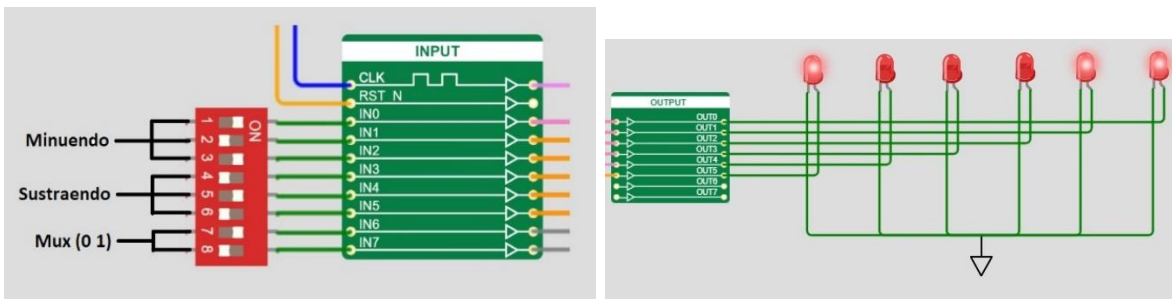 INPUT
CLK
RST N
IN0
IN1
IN2
IN3
IN4
IN5
IN6
IN7
Minuendo
Sustraendo
Mux (0 1)
1
2
3
4
5
6
7
8
ON
OUTPUT
OUT0
OUT1
OUT2
OUT3
OUT4
OUT5
OUT6
OUT7